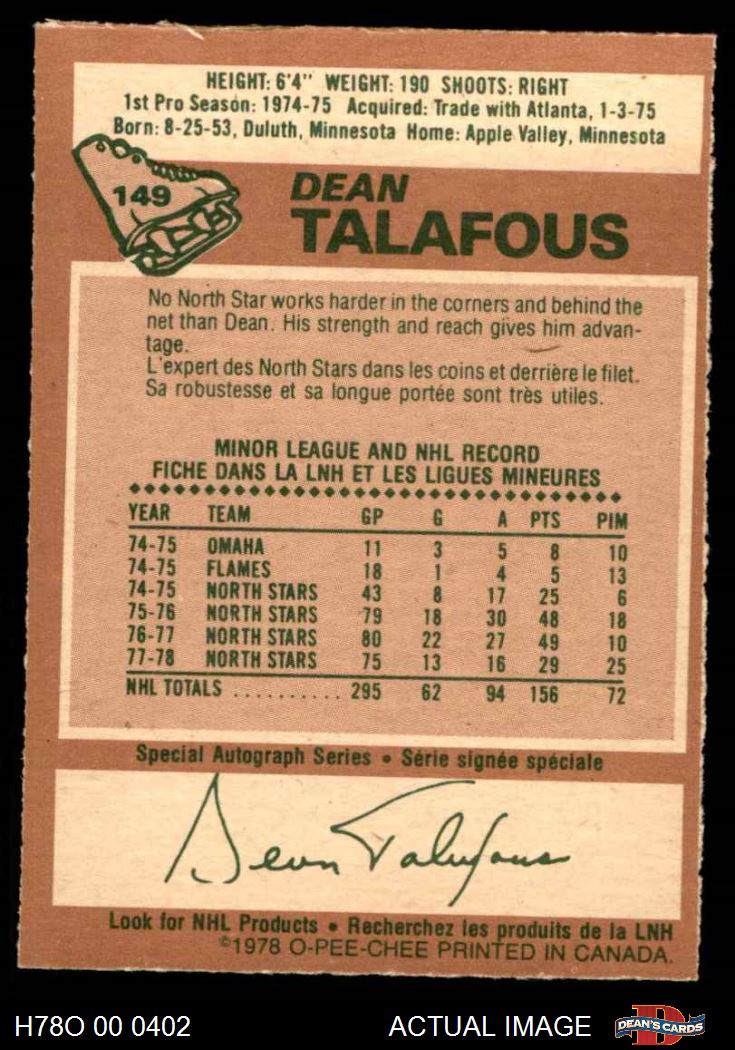 HEIGHT: 6'4" WEIGHT: 190 SHOOTS: RIGHT
1st Pro Season: 1974-75 Acquired: Trade with Atlanta, 1-3-75
Born: 8-25-53, Duluth, Minnesota Home: Apple Valley, Minnesota
149
DEAN
TALAFOUS
No North Star works harder in the corners and behind the
net than Dean. His strength and reach gives him advan-
tage.
L'expert des North Stars dans les coins et derrière le filet.
Sa robustesse et sa longue portée sont très utiles.
MINOR LEAGUE AND NHL RECORD
FICHE DANS LA LNH ET LES LIGUES MINEURES
YEAR TEAM GP G A PTS PIM
74-75 OMAHA 11 3 5 8 10
74-75 FLAMES 18 1 4 5 13
74-75 NORTH STARS 43 8 17 25 6
75-76 NORTH STARS 79 18 30 48 18
76-77 NORTH STARS 80 22 27 49 10
77-78 NORTH STARS 75 13 16 29 25
NHL TOTALS .......... 295 62 94 156 72
Special Autograph Series • Série signée spéciale
Dean Talafous
Look for NHL Products • Recherchez les produits de la LNH
©1978 O-PEE-CHEE PRINTED IN CANADA.
H78O 00 0402 ACTUAL IMAGE D DEAN'S CARDS